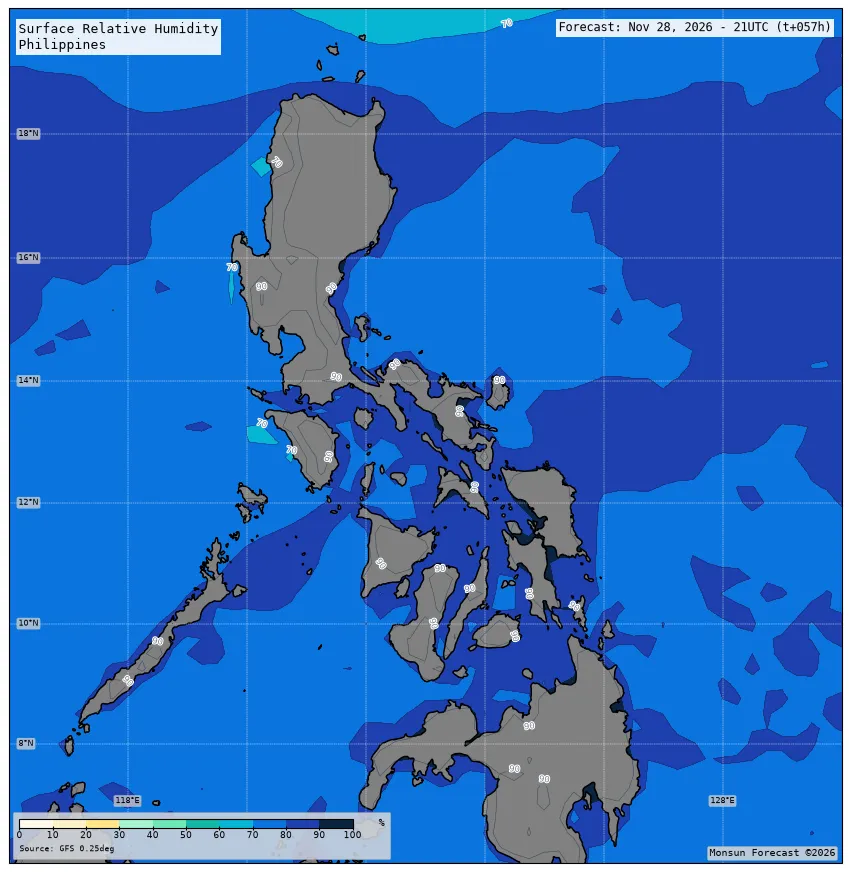 Surface Relative Humidity
Philippines
Forecast: Nov 28, 2026 - 21UTC (t+057h)
70
18°N
70
16°N
70
90
90
14°N
90
90
90
90
70
70
90
90
12°N
90
90
90
90
90
10°N
90
90
90
90
90
90
8°N
90
90
118°E
128°E
0 10 20 30 40 50 60 70 80 90 100 %
Source: GFS 0.25deg
Monsun Forecast ©2026